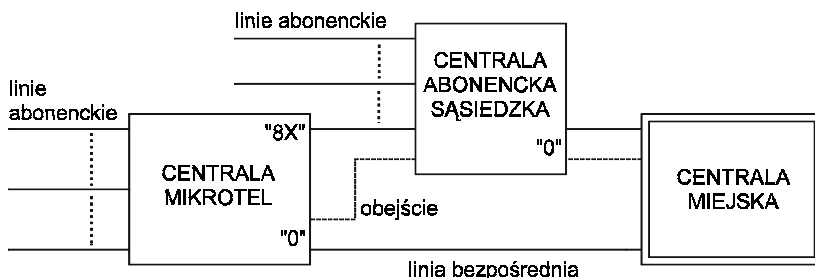 linie abonenckie
CENTRALA
ABONENCKA
SĄSIEDZKA
"0"
linie
abonenckie
"8X"
CENTRALA
MIKROTEL
"0"
obejście
CENTRALA
MIEJSKA
linia bezpośrednia